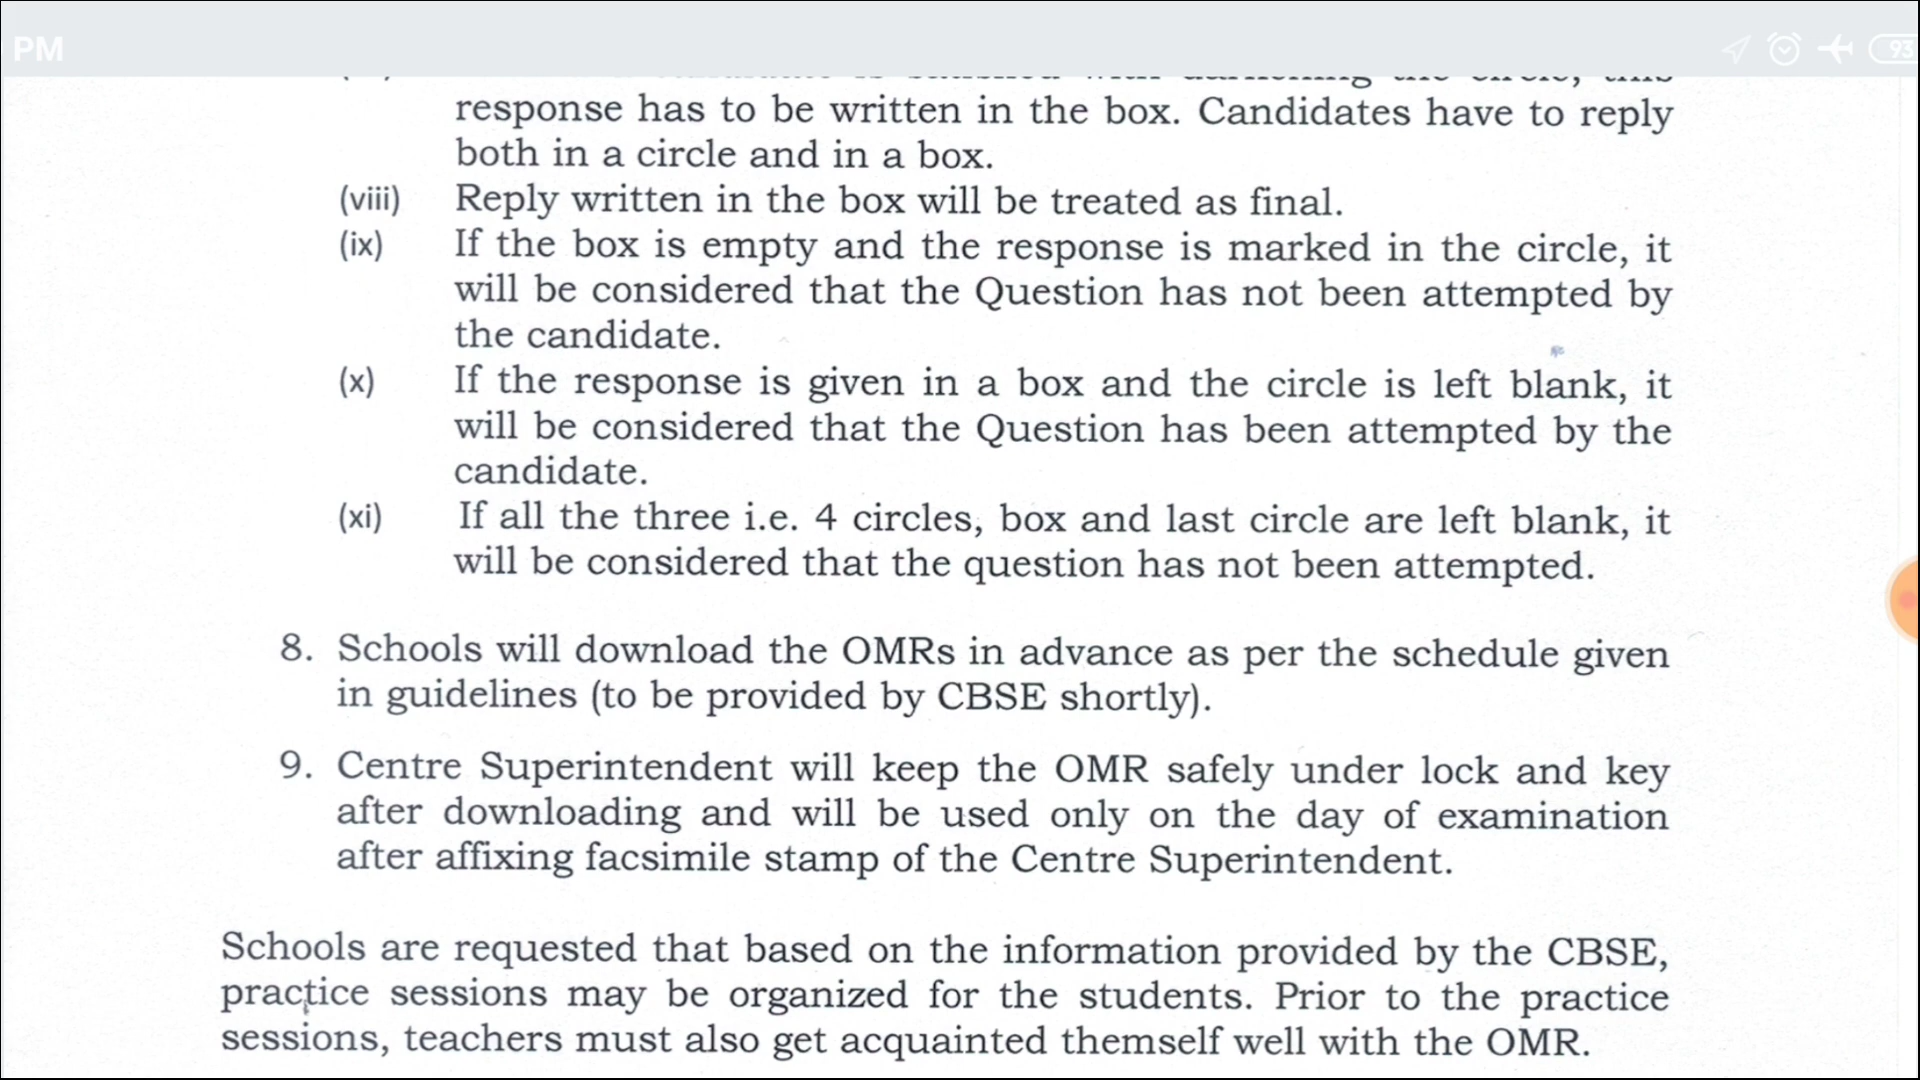 PM
93
response has to be written in the box. Candidates have to reply
both in a circle and in a box.
(viii) Reply written in the box will be treated as final.
(ix) If the box is empty and the response is marked in the circle, it
will be considered that the Question has not been attempted by
the candidate.
(x) If the response is given in a box and the circle is left blank, it
will be considered that the Question has been attempted by the
candidate.
(xi) If all the three i.e. 4 circles, box and last circle are left blank, it
will be considered that the question has not been attempted.
8. Schools will download the OMRs in advance as per the schedule given
in guidelines (to be provided by CBSE shortly).
9. Centre Superintendent will keep the OMR safely under lock and key
after downloading and will be used only on the day of examination
after affixing facsimile stamp of the Centre Superintendent.
Schools are requested that based on the information provided by the CBSE,
practice sessions may be organized for the students. Prior to the practice
sessions, teachers must also get acquainted themself well with the OMR.